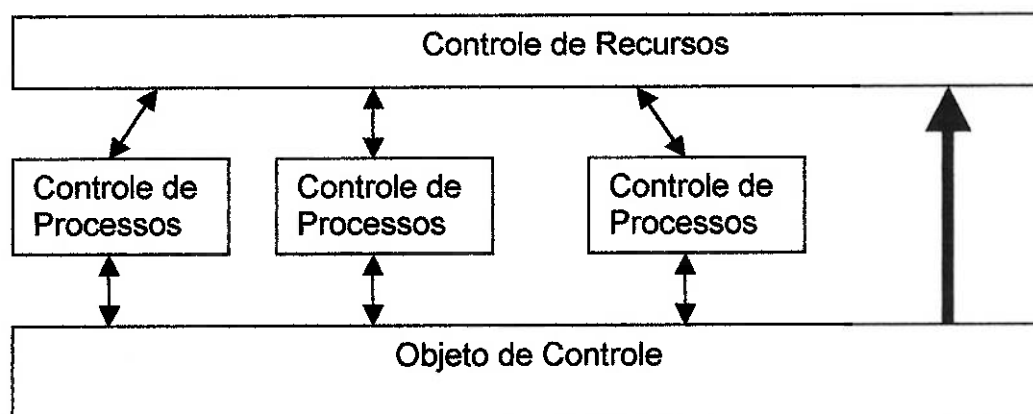 Controle de Recursos
Controle de
Processos
Controle de
Processos
Controle de
Processos
Objeto de Controle